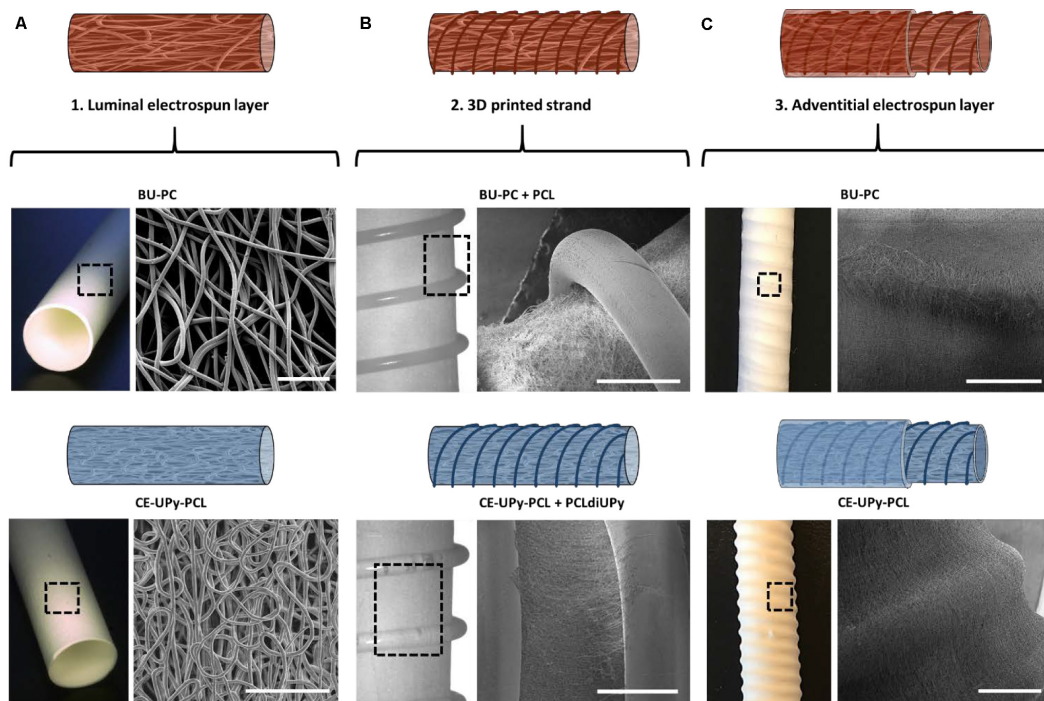 A
B
C
1. Luminal electrospun layer
2. 3D printed strand
3. Adventitial electrospun layer
BU-PC
BU-PC + PCL
BU-PC
CE-UPy-PCL
CE-UPy-PCL + PCLdiUPy
CE-UPy-PCL